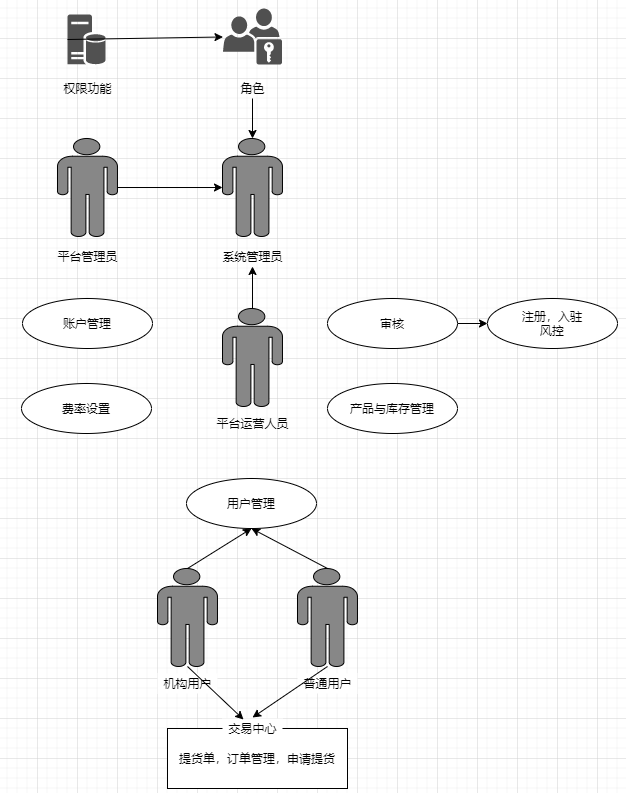 权限功能
角色
平台管理员
系统管理员
账户管理
审核
注册，入驻
风控
费率设置
平台运营人员
产品与库存管理
用户管理
机构用户
普通用户
交易中心
提货单，订单管理，申请提货